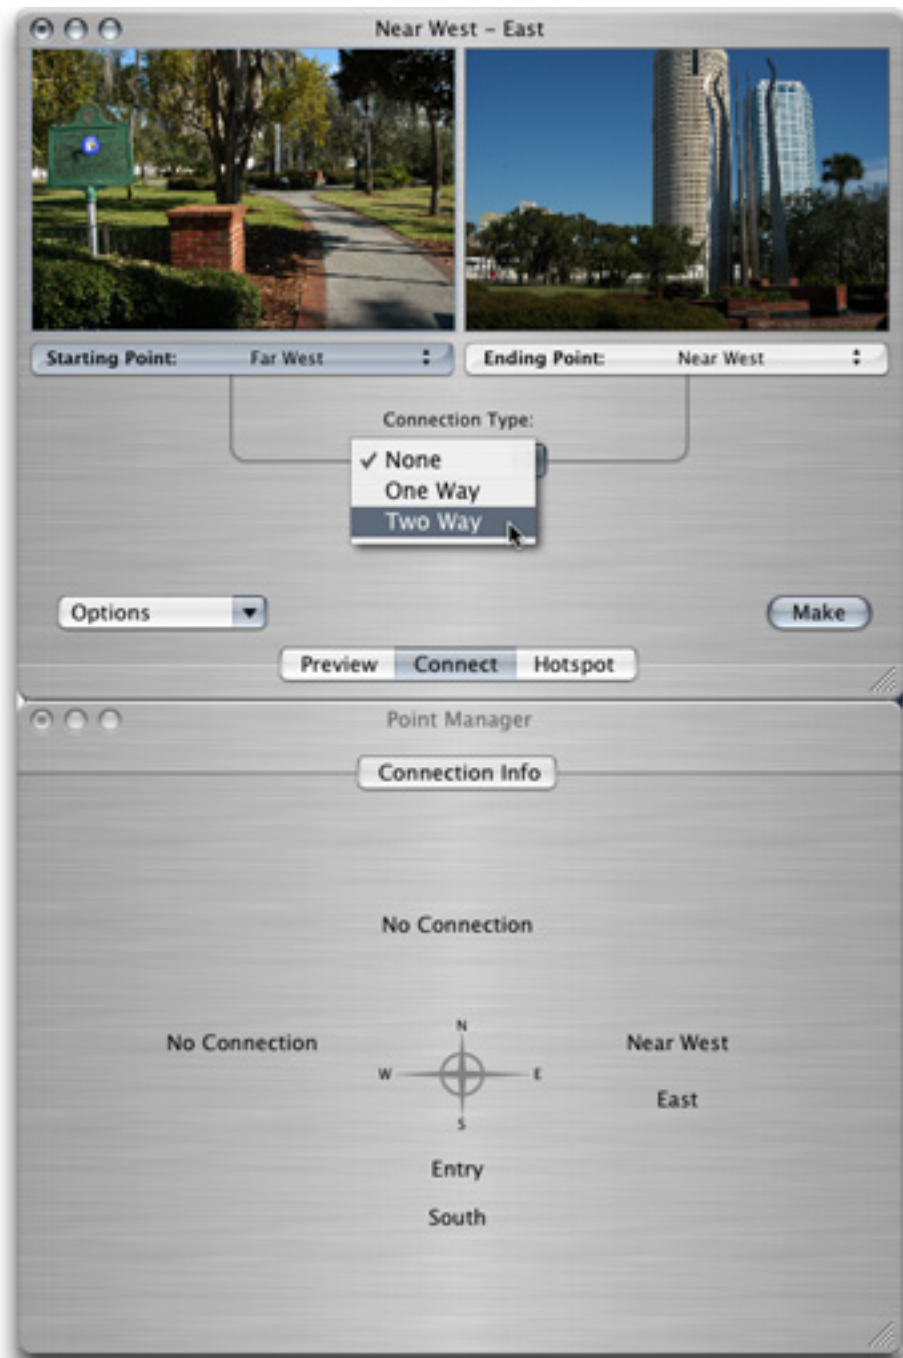 Near West – East
Starting Point: Far West
Ending Point: Near West
Connection Type:
✓ None
One Way
Two Way
Options
Make
Preview Connect Hotspot
Point Manager
Connection Info
No Connection
No Connection
N
W E
S
Near West
East
Entry
South